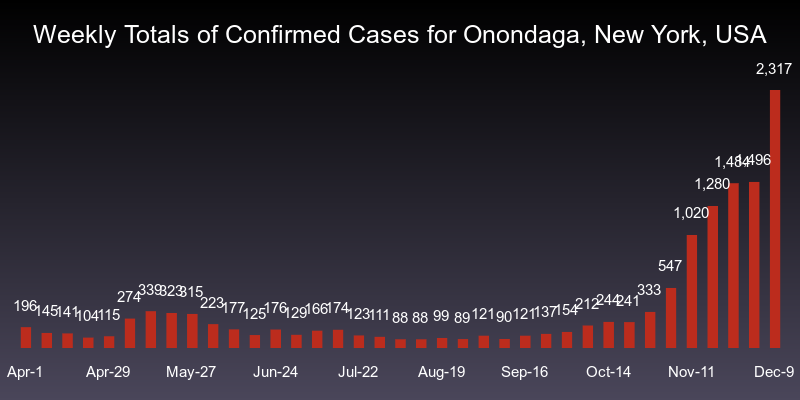 Weekly Totals of Confirmed Cases for Onondaga, New York, USA
2,317
1,484 1,496
1,280
1,020
547
196 145 141 104 115 274 339 323 315 223 177 125 176 129 166 174 123 111 88 88 99 89 121 90 121 137 154 212 244 241 333
Apr-1 Apr-29 May-27 Jun-24 Jul-22 Aug-19 Sep-16 Oct-14 Nov-11 Dec-9